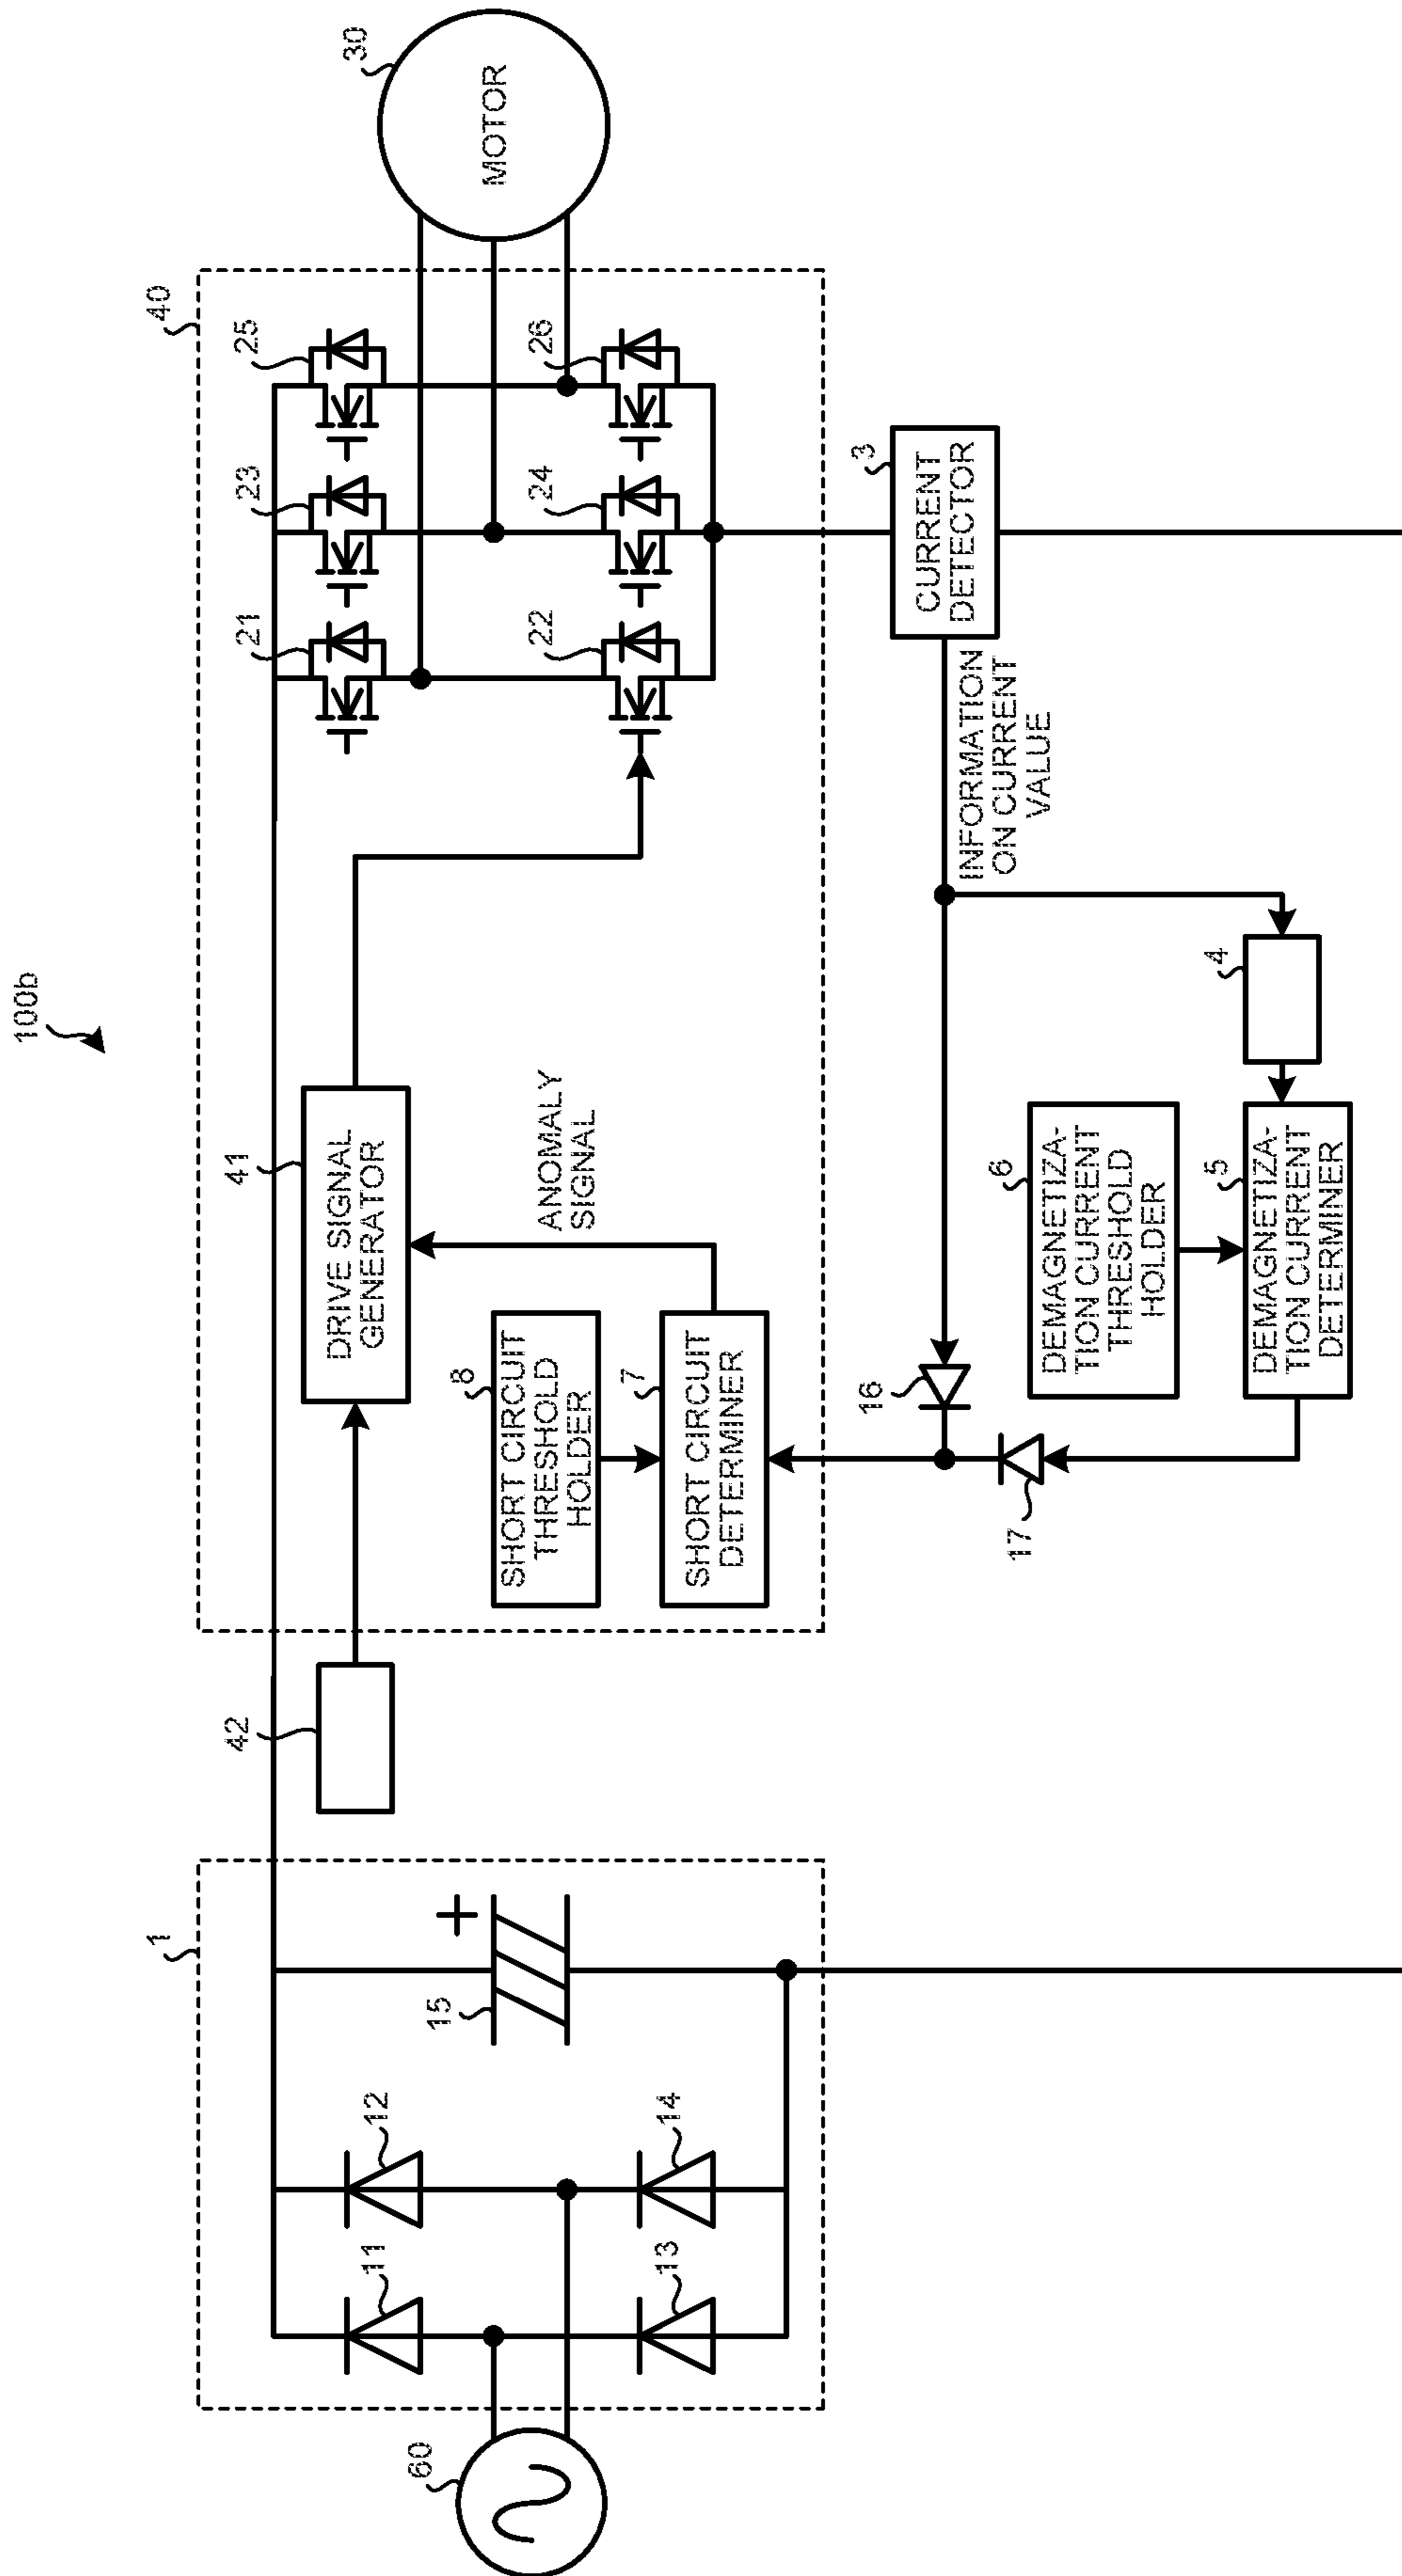 100b
60
1
11
12
13
14
15
+
42
40
41
DRIVE SIGNAL
GENERATOR
ANOMALY
SIGNAL
8
SHORT CIRCUIT
THRESHOLD
HOLDER
7
SHORT CIRCUIT
DETERMINER
21
23
25
22
24
26
30
MOTOR
3
CURRENT
DETECTOR
INFORMATION
ON CURRENT
VALUE
16
17
6
DEMAGNETIZA-
TION CURRENT
THRESHOLD
HOLDER
5
DEMAGNETIZA-
TION CURRENT
DETERMINER
4